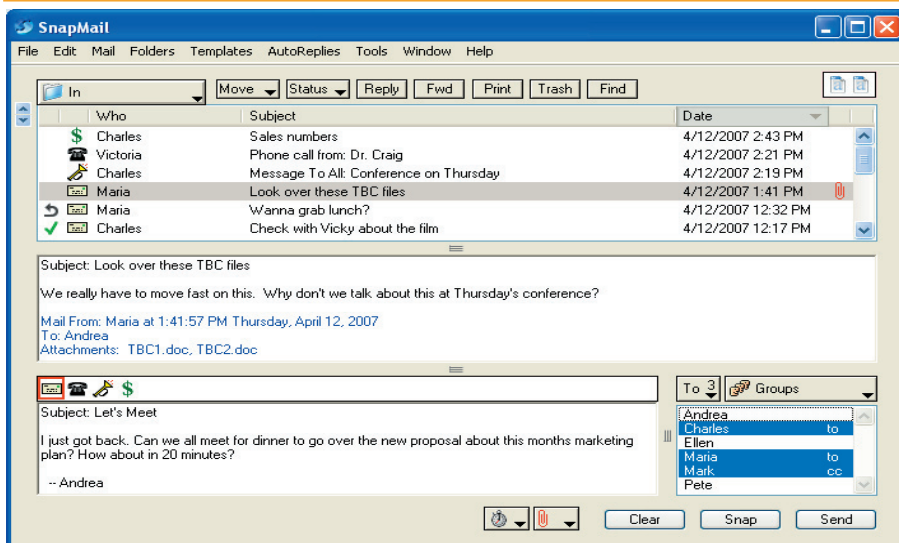 SnapMail
File Edit Mail Folders Templates AutoReplies Tools Window Help
In Move Status Reply Fwd Print Trash Find
Who Subject Date
Charles Sales numbers 4/12/2007 2:43 PM
Victoria Phone call from: Dr. Craig 4/12/2007 2:21 PM
Charles Message To All: Conference on Thursday 4/12/2007 2:19 PM
Maria Look over these TBC files 4/12/2007 1:41 PM
Maria Wanna grab lunch? 4/12/2007 12:32 PM
Charles Check with Vicky about the film 4/12/2007 12:17 PM
Subject: Look over these TBC files
We really have to move fast on this. Why don't we talk about this at Thursday's conference?
Mail From: Maria at 1:41:57 PM Thursday, April 12, 2007
To: Andrea
Attachments: TBC1.doc, TBC2.doc
$
Subject: Let's Meet
I just got back. Can we all meet for dinner to go over the new proposal about this months marketing
plan? How about in 20 minutes?
-- Andrea
To 3 Groups
Andrea
Charles to
Ellen
Maria to
Mark cc
Pete
Clear Snap Send